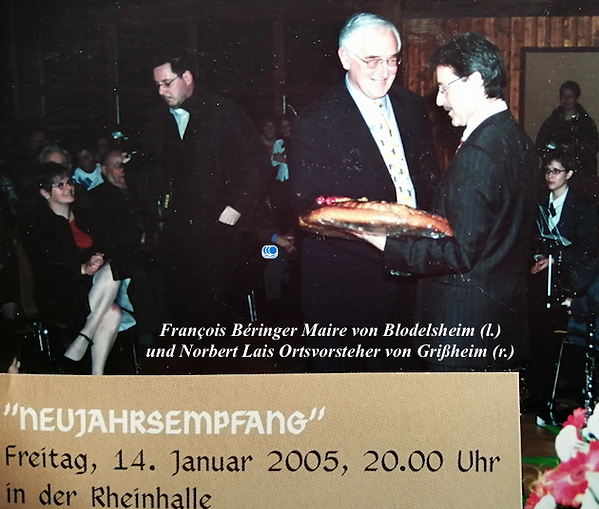 François Béringer Maire von Blodelsheim (l.)
und Norbert Lais Ortsvorsteher von Grißheim (r.)
"NEUJAHRSEMPFANG"
Freitag, 14. Januar 2005, 20.00 Uhr
in der Rheinhalle